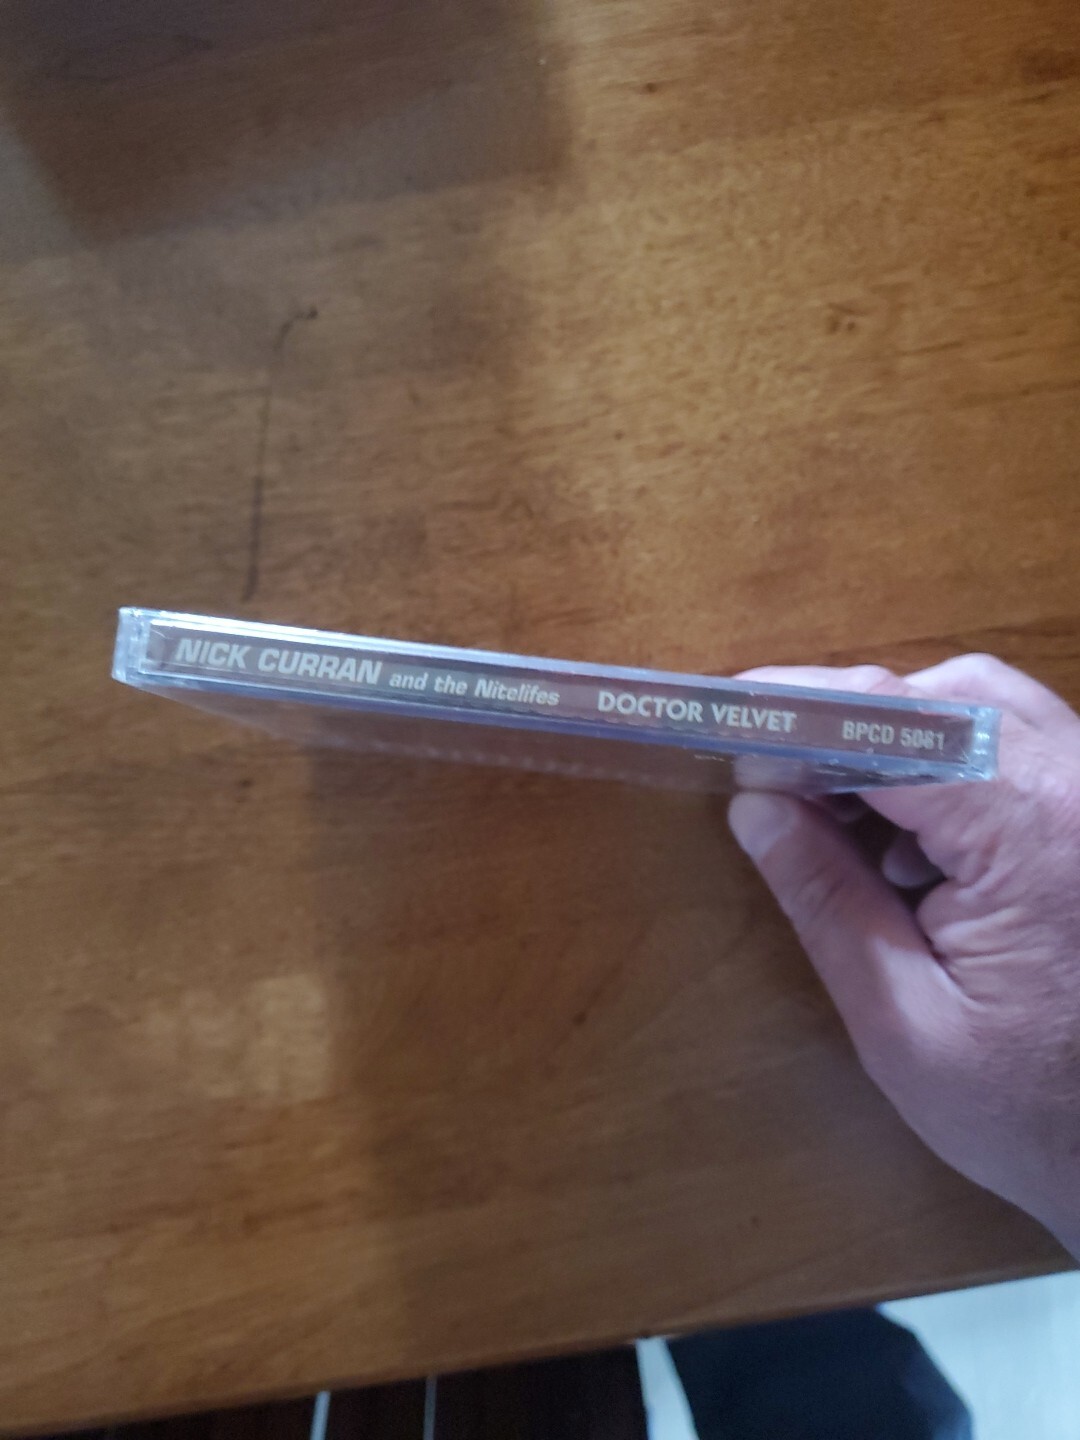 NICK CURRAN and the Nitelifes DOCTOR VELVET BPCD 5081